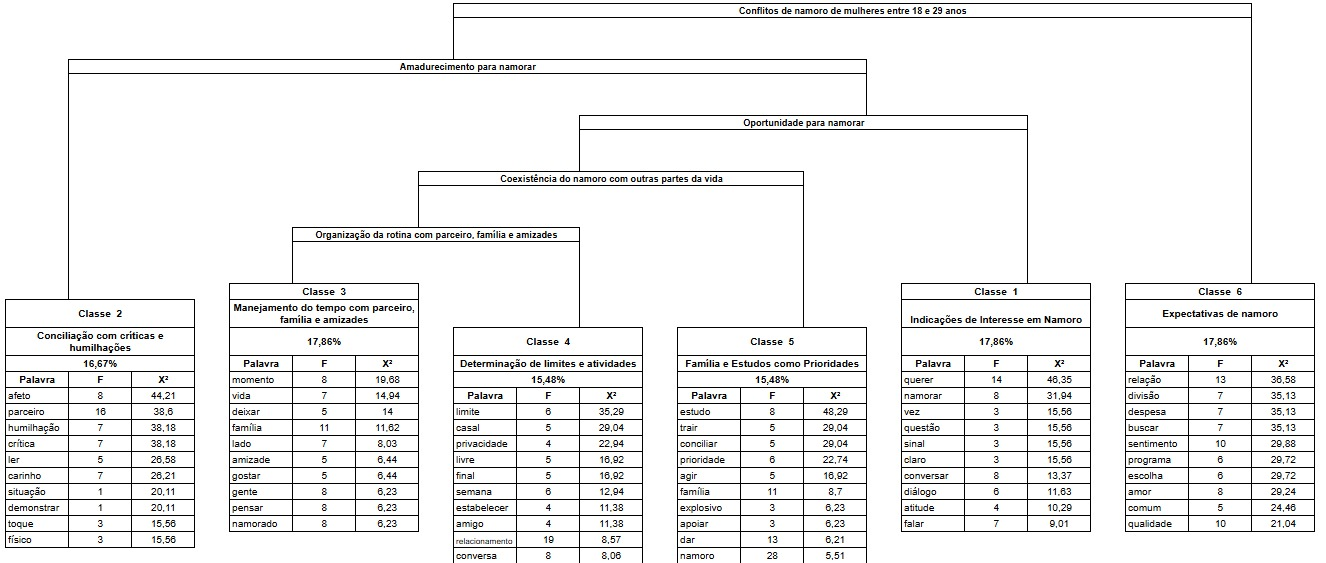 Conflitos de namoro de mulheres entre 18 e 29 anos
Amadurecimento para namorar
Oportunidade para namorar
Coexistência do namoro com outras partes da vida
Organização da rotina com parceiro, família e amizades
Classe 2
Conciliação com críticas e
humilhações
16,67%
Palavra F X²
afeto 8 44,21
parceiro 16 38,6
humilhação 7 38,18
crítica 7 38,18
ler 5 26,58
carinho 7 26,21
situação 1 20,11
demonstrar 1 20,11
toque 3 15,56
físico 3 15,56
Classe 3
Manejamento do tempo com parceiro,
família e amizades
17,86%
Palavra F X²
momento 8 19,68
vida 7 14,94
deixar 5 14
família 11 11,62
lado 7 8,03
amizade 5 6,44
gostar 5 6,44
gente 8 6,23
pensar 8 6,23
namorado 8 6,23
Classe 4
Determinação de limites e atividades
15,48%
Palavra F X²
limite 6 35,29
casal 5 29,04
privacidade 4 22,94
livre 5 16,92
final 5 16,92
semana 6 12,94
estabelecer 4 11,38
amigo 4 11,38
relacionamento 19 8,57
conversa 8 8,06
Classe 5
Família e Estudos como Prioridades
15,48%
Palavra F X²
estudo 8 48,29
trair 5 29,04
conciliar 5 29,04
prioridade 6 22,74
agir 5 16,92
família 11 8,7
explosivo 3 6,23
apoiar 3 6,23
dar 13 6,21
namoro 28 5,51
Classe 1
Indicações de Interesse em Namoro
17,86%
Palavra F X²
querer 14 46,35
namorar 8 31,94
vez 3 15,56
questão 3 15,56
sinal 3 15,56
claro 3 15,56
conversar 8 13,37
diálogo 6 11,63
atitude 4 10,29
falar 7 9,01
Classe 6
Expectativas de namoro
17,86%
Palavra F X²
relação 13 36,58
divisão 7 35,13
despesa 7 35,13
buscar 7 35,13
sentimento 10 29,88
programa 6 29,72
escolha 6 29,72
amor 8 29,24
comum 5 24,46
qualidade 10 21,04